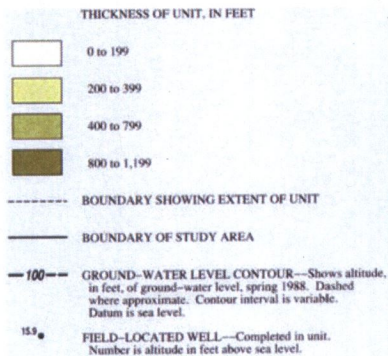 THICKNESS OF UNIT, IN FEET
0 to 199
200 to 399
400 to 799
800 to 1,199
BOUNDARY SHOWING EXTENT OF UNIT
BOUNDARY OF STUDY AREA
100 GROUND–WATER LEVEL CONTOUR––Shows altitude,
in feet, of ground–water level, spring 1988. Dashed
where approximate. Contour interval is variable.
Datum is sea level.
15.9 FIELD–LOCATED WELL––Completed in unit.
Number is altitude in feet above sea level.